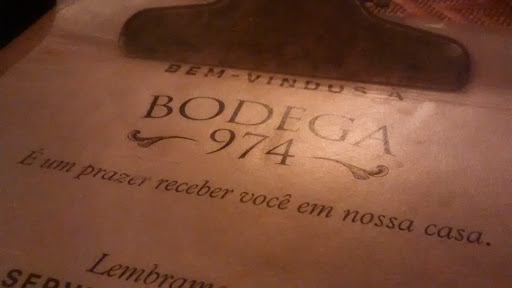 BEM-VINDOS A
BODEGA
974
É um prazer receber você em nossa casa.